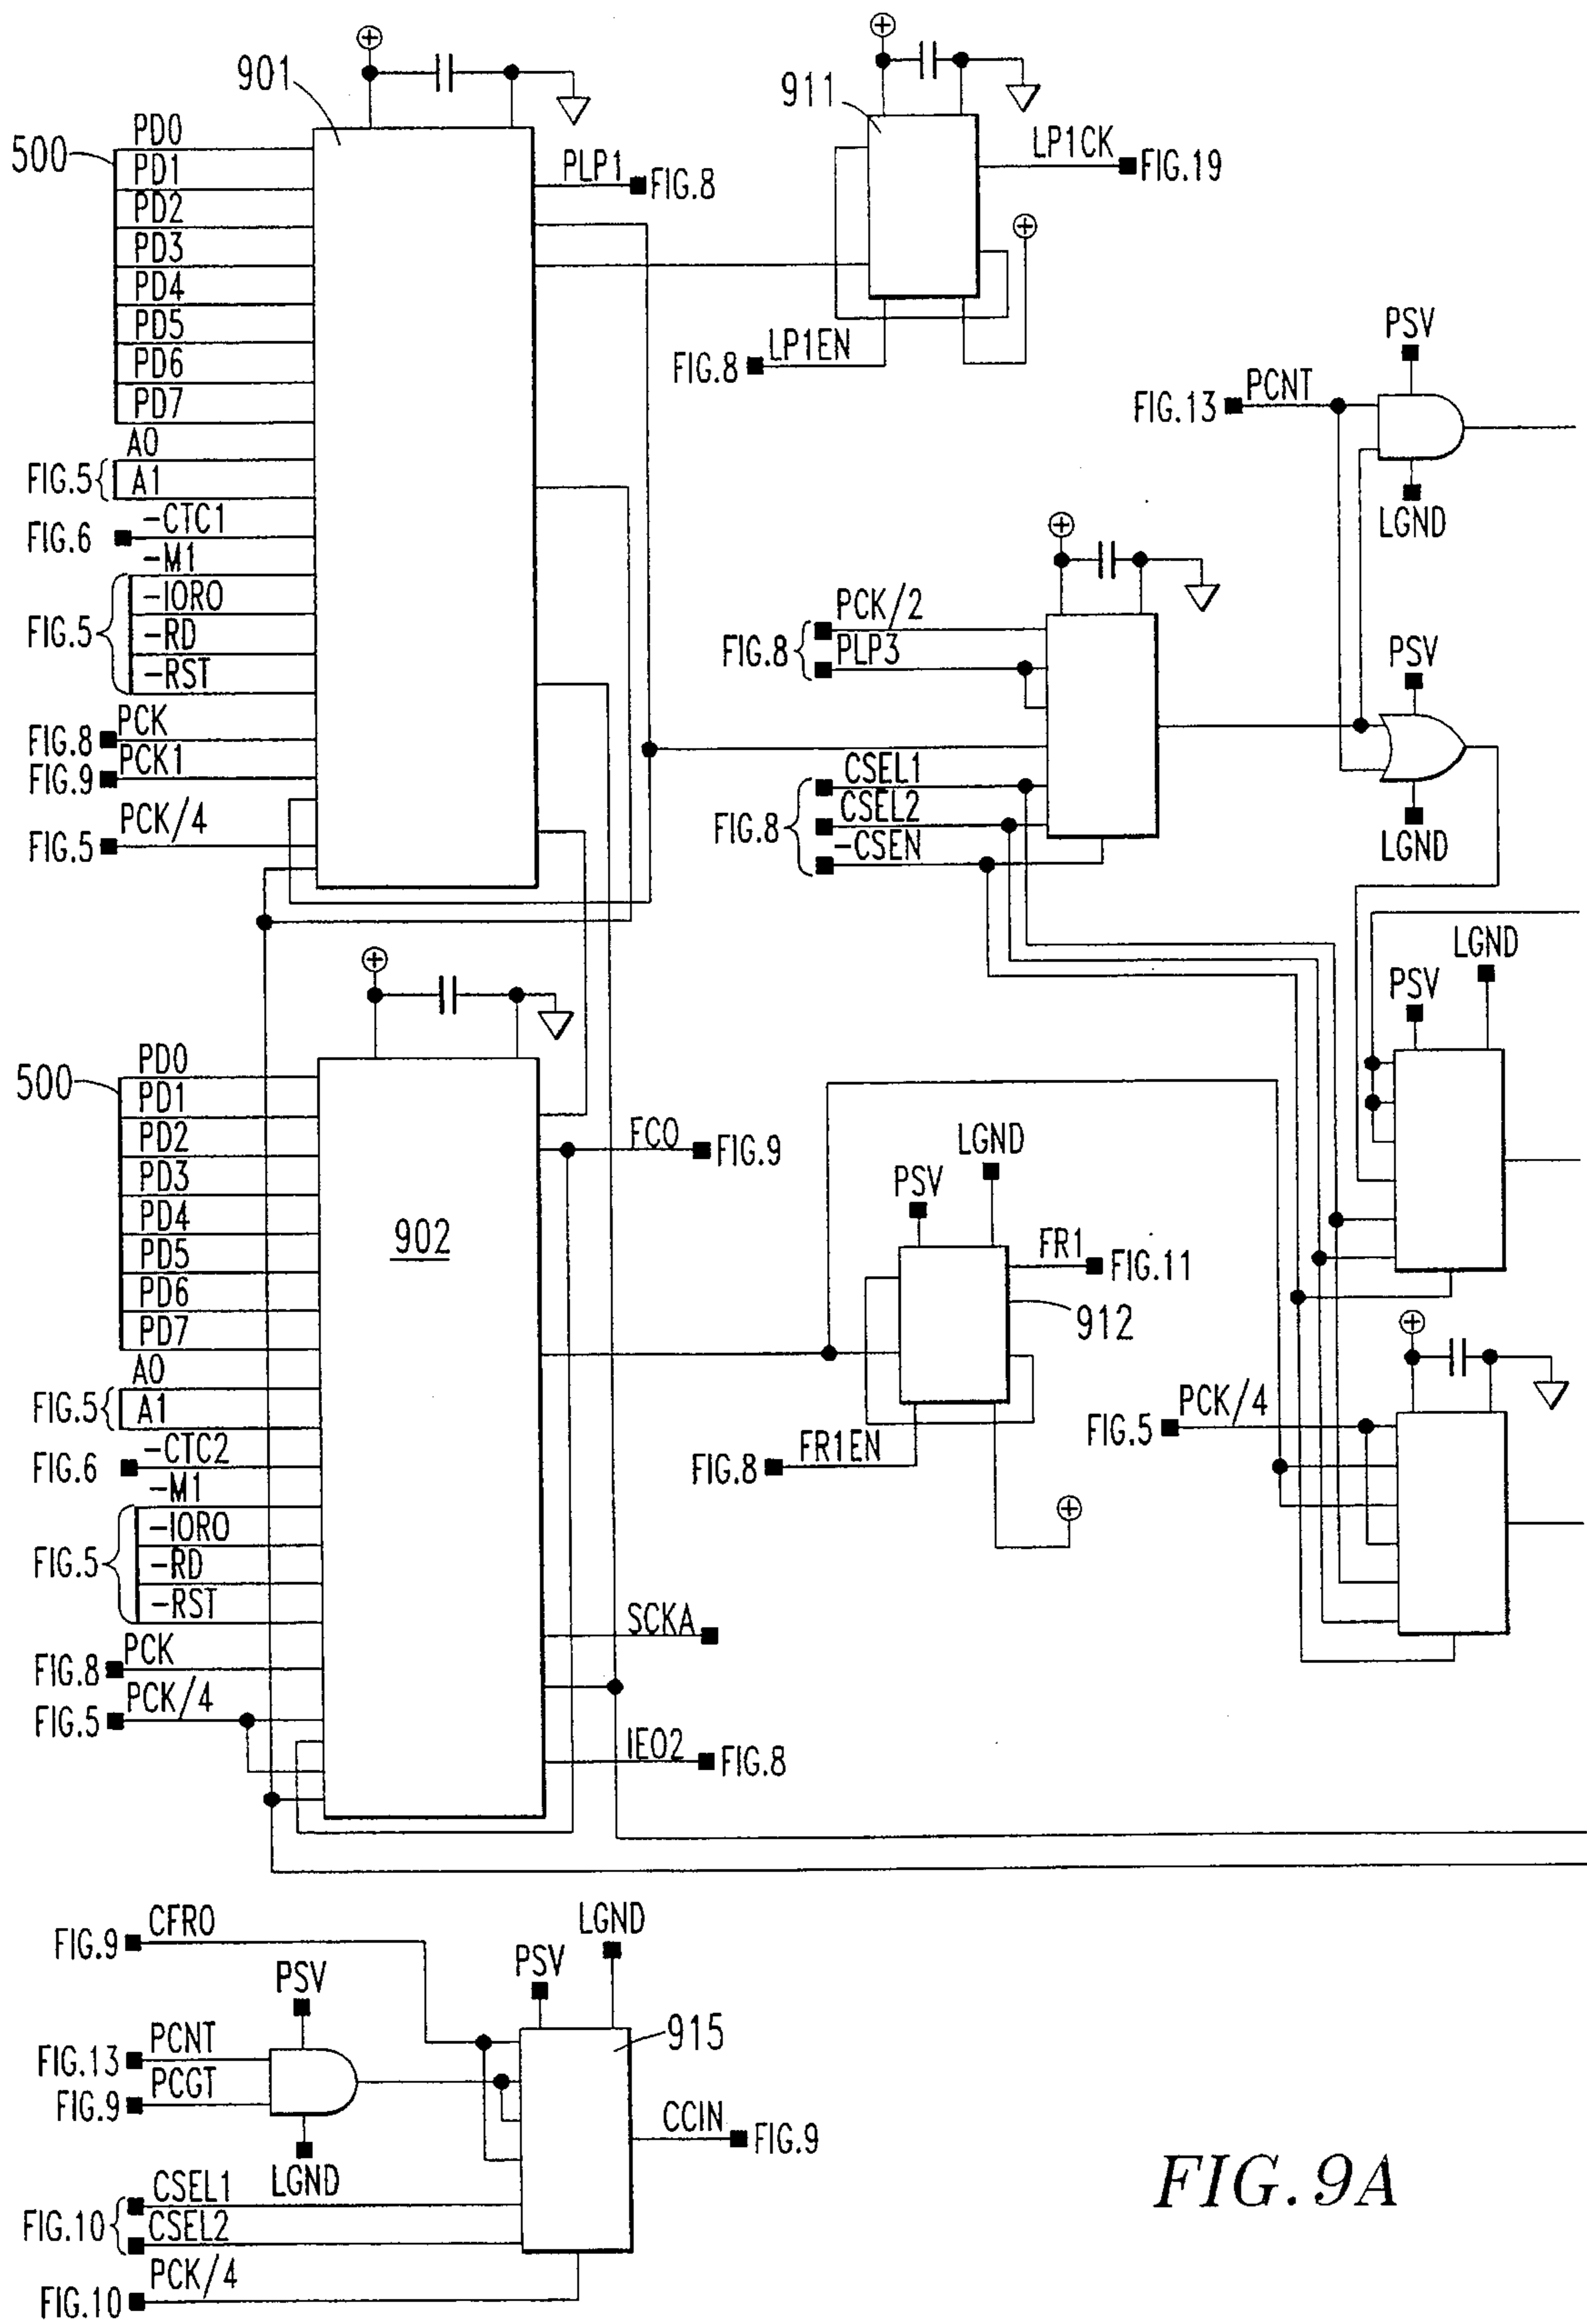 901
500
PD0
PD1
PD2
PD3
PD4
PD5
PD6
PD7
A0
FIG.5 A1
FIG.6 -CTC1
-M1
-IORO
FIG.5 -RD
-RST
FIG.8 PCK
FIG.9 PCK1
FIG.5 PCK/4
PLP1 FIG.8
911
LP1CK FIG.19
FIG.8 LP1EN
FIG.13 PCNT
PSV
LGND
PCK/2
FIG.8 PLP3
PSV
LGND
CSEL1
FIG.8 CSEL2
-CSEN
PSV
LGND
500
PD0
PD1
PD2
PD3
PD4
PD5
PD6
PD7
A0
FIG.5 A1
FIG.6 -CTC2
-M1
-IORO
FIG.5 -RD
-RST
FIG.8 PCK
FIG.5 PCK/4
902
FCO FIG.9
PSV
LGND
FR1 FIG.11
912
FIG.8 FR1EN
FIG.5 PCK/4
SCKA
IEO2 FIG.8
FIG.9 CFRO
PSV
LGND
PSV
FIG.13 PCNT
FIG.9 PCGT
LGND
915
CCIN FIG.9
CSEL1
FIG.10 CSEL2
FIG.10 PCK/4
FIG. 9A